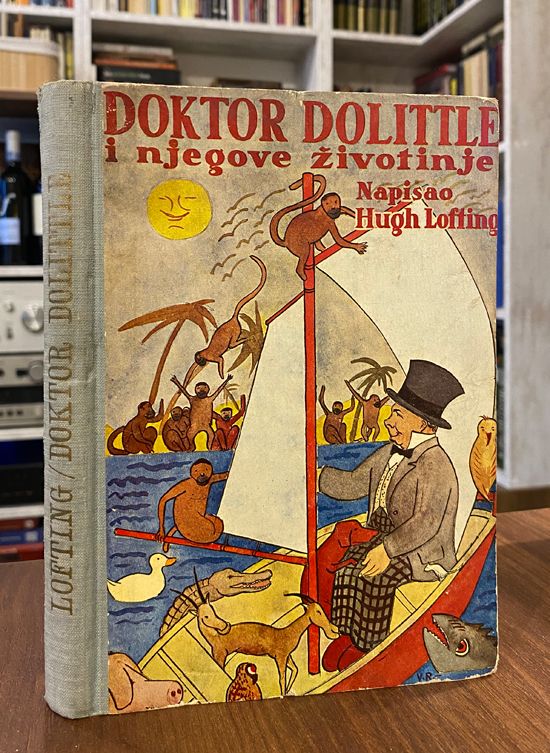 DOKTOR DOLITTLE
i njegove životinje
Napisao
Hugh Lofting
LOFTING/DOKTOR DOLITTLE
V.R.